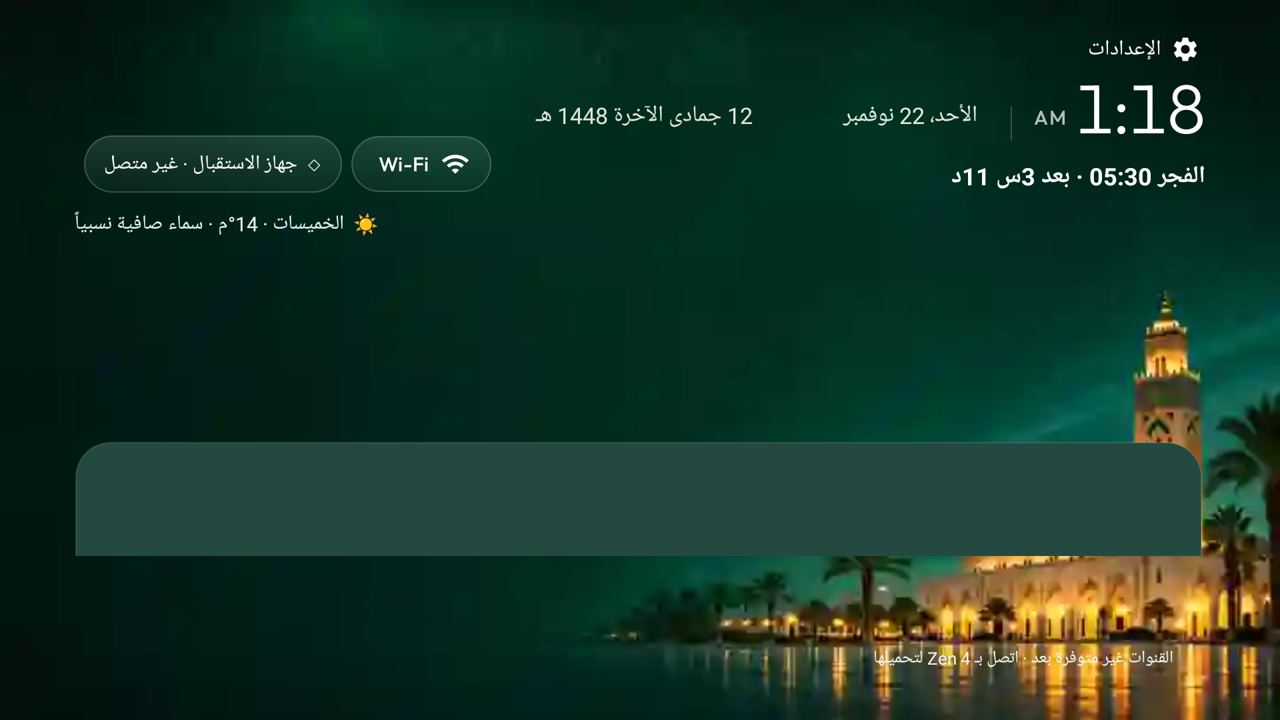 الإعدادات
1:18 AM
الأحد، 22 نوفمبر
12 جمادى الآخرة 1448 هـ
الفجر 05:30 · بعد 3س 11د
Wi-Fi
جهاز الاستقبال · غير متصل
الخميسات · 14°م · سماء صافية نسبياً
القنوات غير متوفرة بعد · اتصل بـ Zen 4 لتحميلها